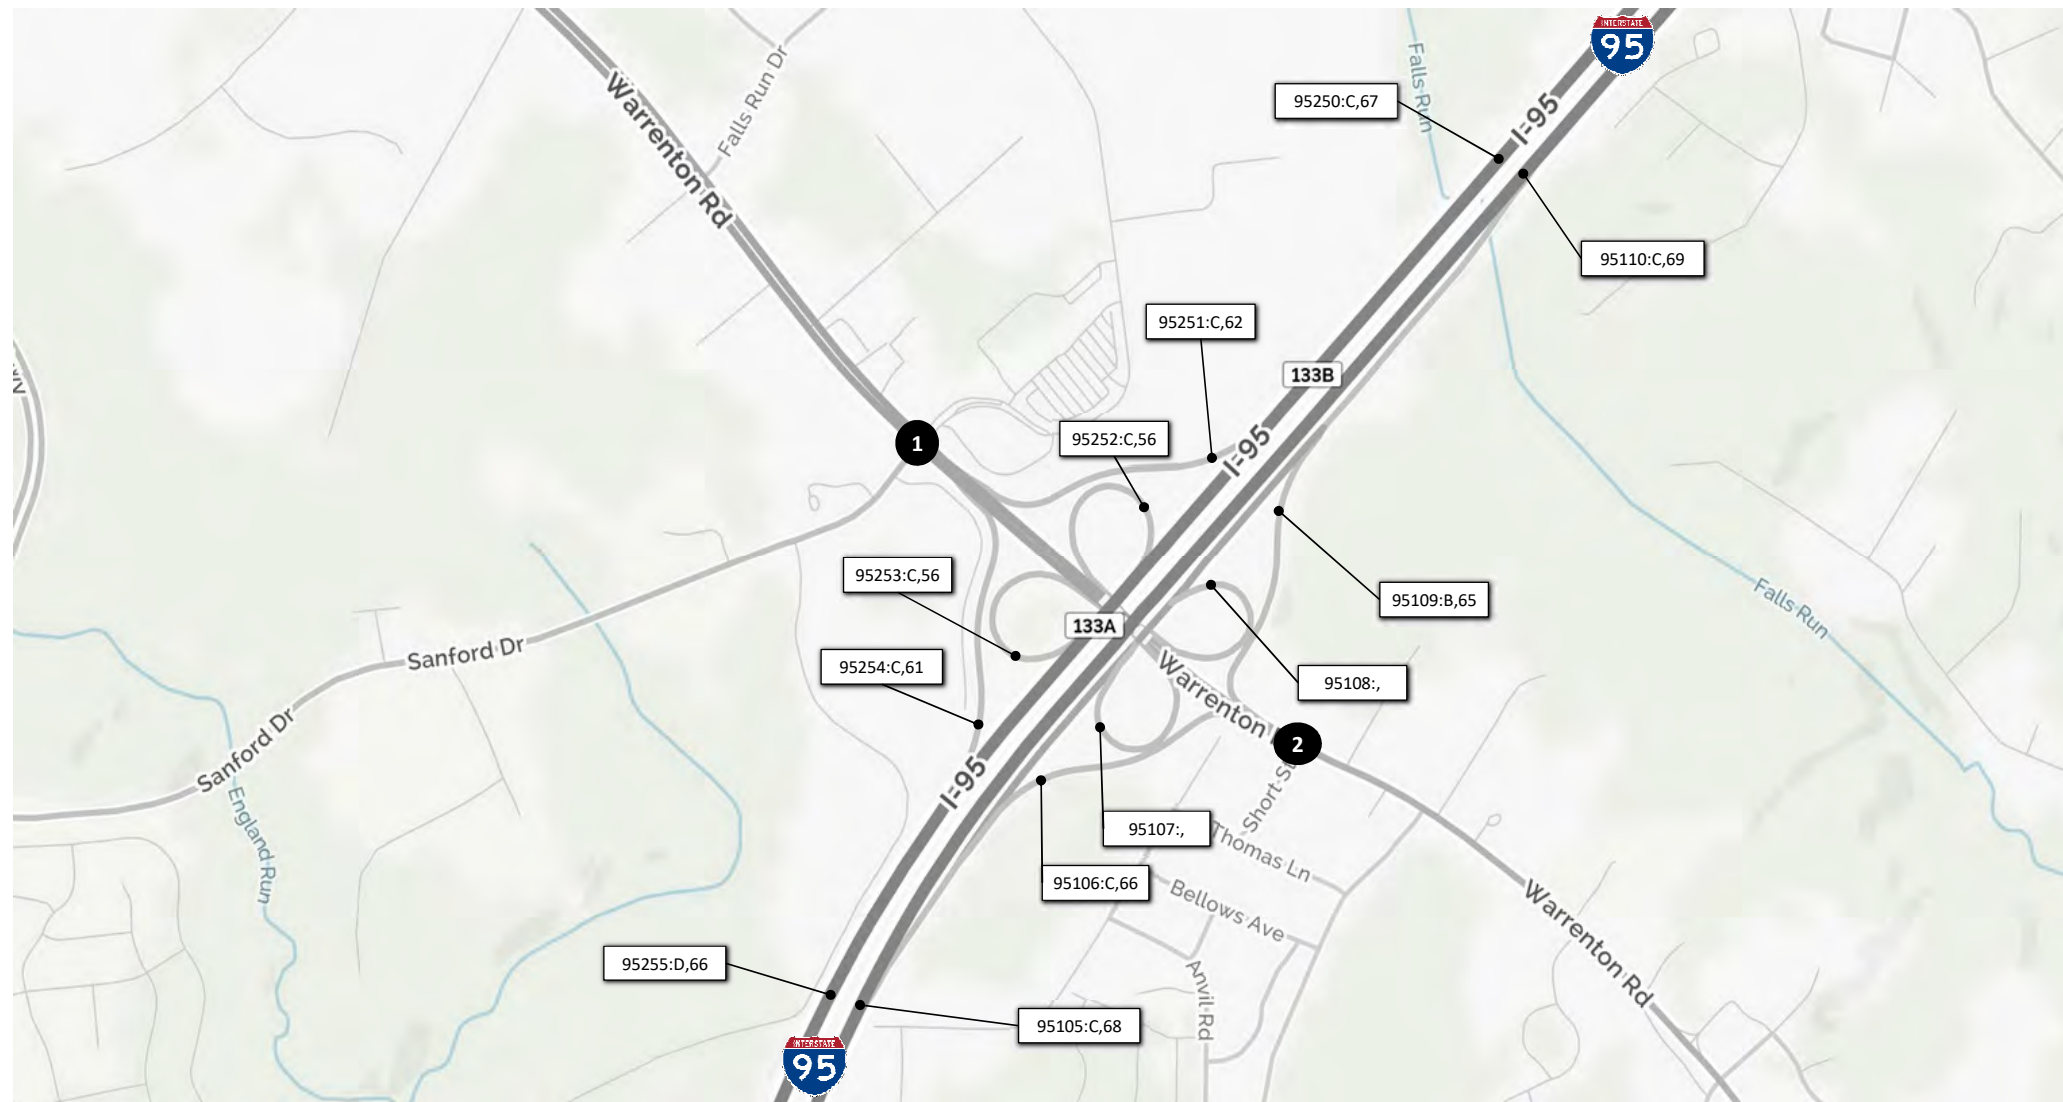 INTERSTATE
95
Falls Run Dr
Falls Run
Warrenton Rd
95250:C,67
I-95
95110:C,69
95251:C,62
133B
1
95252:C,56
I-95
95253:C,56
95109:B,65
Falls Run
133A
Sanford Dr
95254:C,61
Warrenton
95108:,
Sanford Dr
2
I-95
Short St
England Run
95107:,
Thomas Ln
95106:C,66
Bellows Ave
Warrenton Rd
95255:D,66
Anvil Rd
95105:C,68
INTERSTATE
95